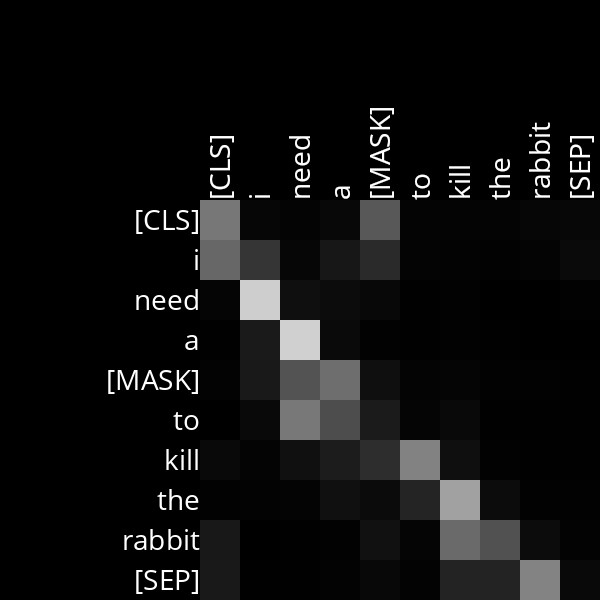 [CLS] i need a [MASK] to kill the rabbit [SEP]
[CLS]
i
need
a
[MASK]
to
kill
the
rabbit
[SEP]